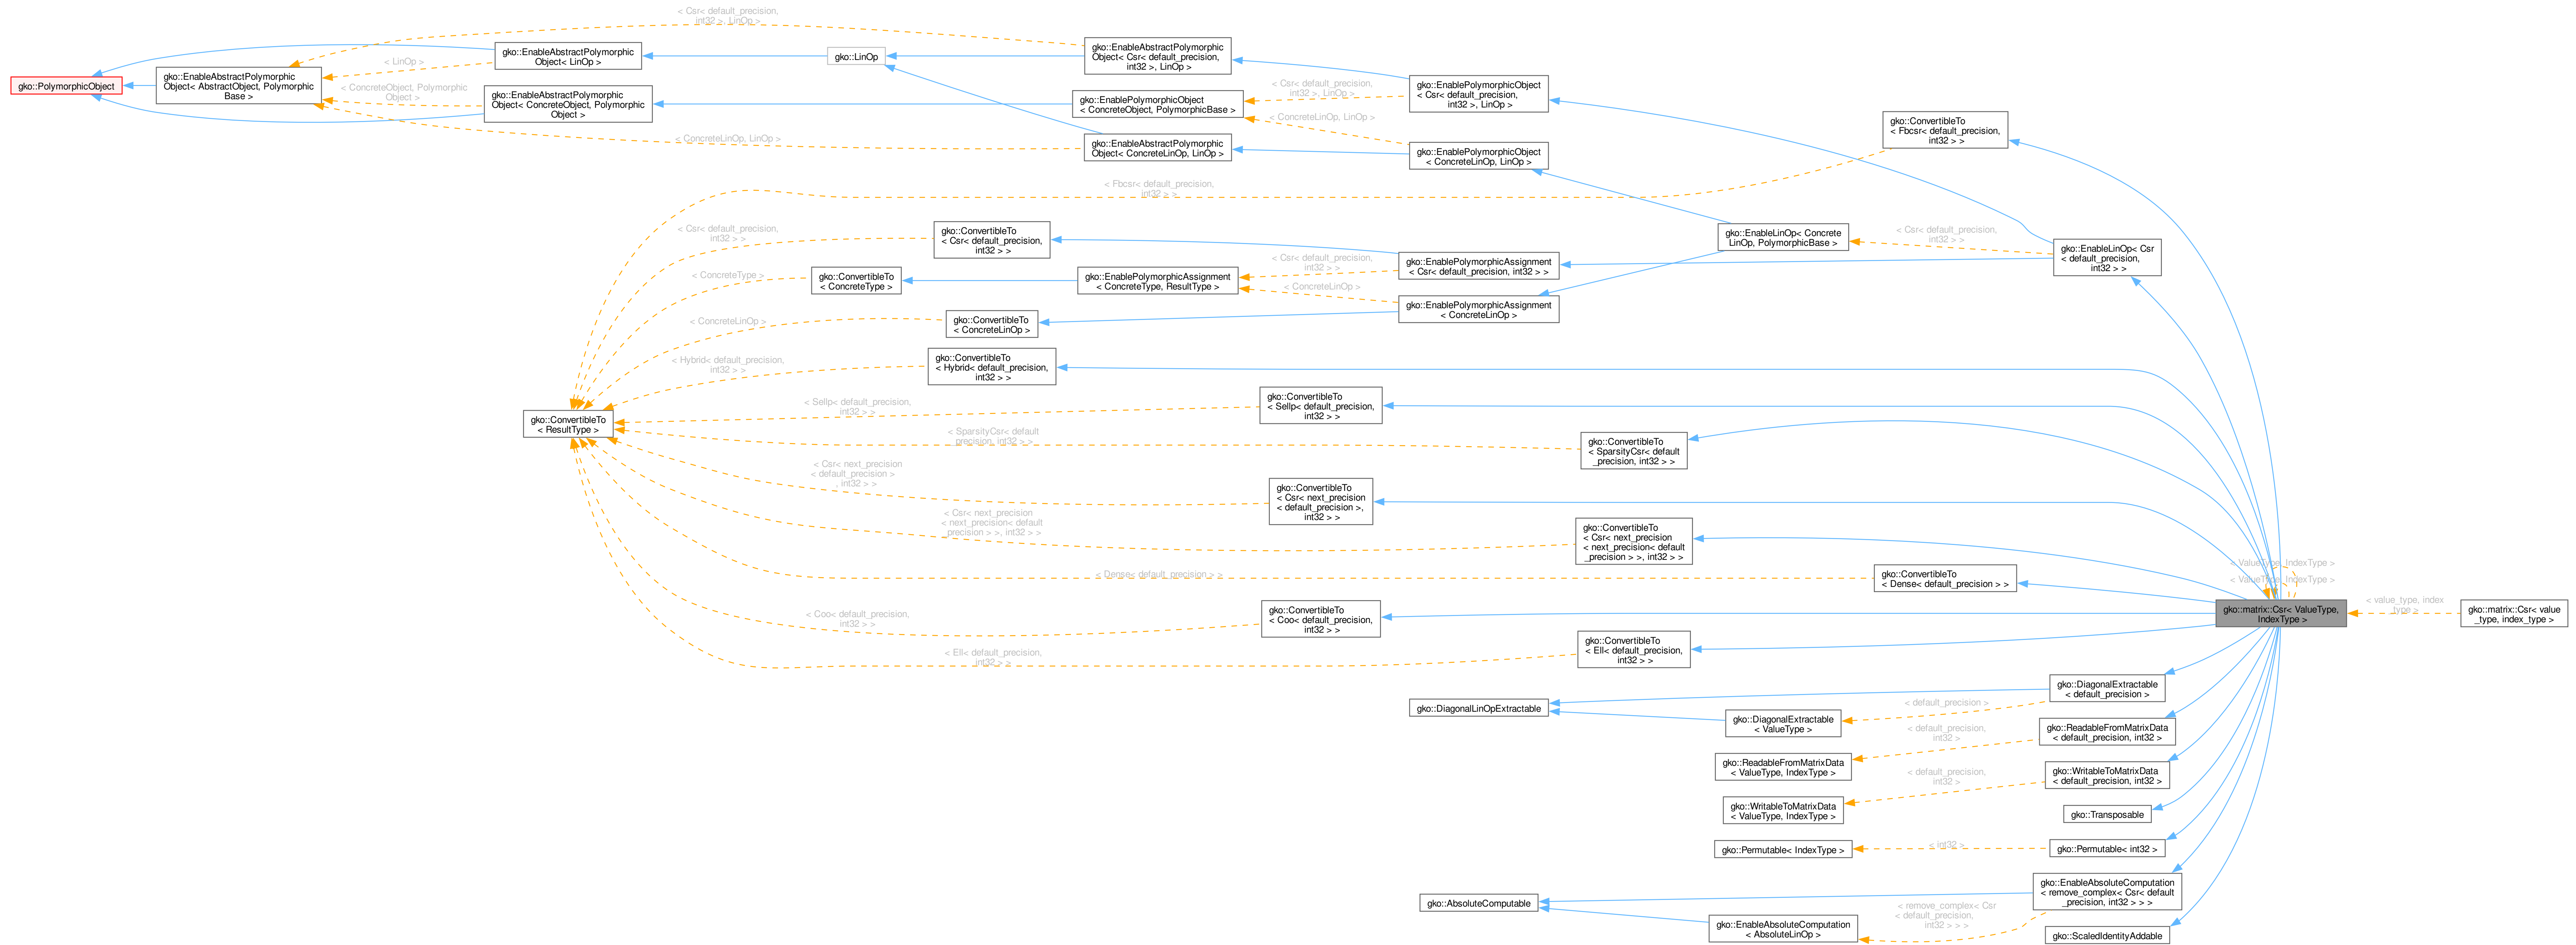 < Csr< default_precision,
int32 >, LinOp >
gko::EnableAbstractPolymorphic
Object< LinOp >
gko::LinOp
gko::EnableAbstractPolymorphic
Object< Csr< default_precision,
int32 >, LinOp >
< LinOp >
gko::PolymorphicObject
gko::EnableAbstractPolymorphic
Object< AbstractObject, Polymorphic
Base >
< ConcreteObject, Polymorphic
Object >
gko::EnableAbstractPolymorphic
Object< ConcreteObject, Polymorphic
Object >
gko::EnablePolymorphicObject
< ConcreteObject, PolymorphicBase >
< Csr< default_precision,
int32 >, LinOp >
gko::EnablePolymorphicObject
< Csr< default_precision,
int32 >, LinOp >
< ConcreteLinOp, LinOp >
< ConcreteLinOp, LinOp >
gko::EnableAbstractPolymorphic
Object< ConcreteLinOp, LinOp >
gko::EnablePolymorphicObject
< ConcreteLinOp, LinOp >
gko::ConvertibleTo
< Fbcsr< default_precision,
int32 > >
< Fbcsr< default_precision,
int32 > >
< Csr< default_precision,
int32 > >
gko::ConvertibleTo
< Csr< default_precision,
int32 > >
gko::EnableLinOp< Concrete
LinOp, PolymorphicBase >
< Csr< default_precision,
int32 > >
gko::EnableLinOp< Csr
< default_precision,
int32 > >
< ConcreteType >
gko::ConvertibleTo
< ConcreteType >
gko::EnablePolymorphicAssignment
< ConcreteType, ResultType >
< Csr< default_precision,
int32 > >
gko::EnablePolymorphicAssignment
< Csr< default_precision, int32 > >
< ConcreteLinOp >
gko::EnablePolymorphicAssignment
< ConcreteLinOp >
< ConcreteLinOp >
gko::ConvertibleTo
< ConcreteLinOp >
< Hybrid< default_precision,
int32 > >
gko::ConvertibleTo
< Hybrid< default_precision,
int32 > >
< Sellp< default_precision,
int32 > >
gko::ConvertibleTo
< Sellp< default_precision,
int32 > >
gko::ConvertibleTo
< ResultType >
< SparsityCsr< default
_precision, int32 > >
gko::ConvertibleTo
< SparsityCsr< default
_precision, int32 > >
< Csr< next_precision
< default_precision >
, int32 > >
gko::ConvertibleTo
< Csr< next_precision
< default_precision >,
int32 > >
< Csr< next_precision
< next_precision< default
_precision > >, int32 > >
gko::ConvertibleTo
< Csr< next_precision
< next_precision< default
_precision > >, int32 > >
< Dense< default_precision > >
gko::ConvertibleTo
< Dense< default_precision > >
< ValueType, IndexType >
< ValueType, IndexType >
< Coo< default_precision,
int32 > >
gko::ConvertibleTo
< Coo< default_precision,
int32 > >
gko::matrix::Csr< ValueType,
IndexType >
< value_type, index
_type >
gko::matrix::Csr< value
_type, index_type >
< Ell< default_precision,
int32 > >
gko::ConvertibleTo
< Ell< default_precision,
int32 > >
gko::DiagonalLinOpExtractable
gko::DiagonalExtractable
< ValueType >
< default_precision >
gko::DiagonalExtractable
< default_precision >
gko::ReadableFromMatrixData
< ValueType, IndexType >
< default_precision,
int32 >
gko::ReadableFromMatrixData
< default_precision, int32 >
gko::WritableToMatrixData
< ValueType, IndexType >
< default_precision,
int32 >
gko::WritableToMatrixData
< default_precision, int32 >
gko::Transposable
gko::Permutable< IndexType >
< int32 >
gko::Permutable< int32 >
gko::AbsoluteComputable
gko::EnableAbsoluteComputation
< AbsoluteLinOp >
< remove_complex< Csr
< default_precision,
int32 > > >
gko::EnableAbsoluteComputation
< remove_complex< Csr< default
_precision, int32 > > >
gko::ScaledIdentityAddable